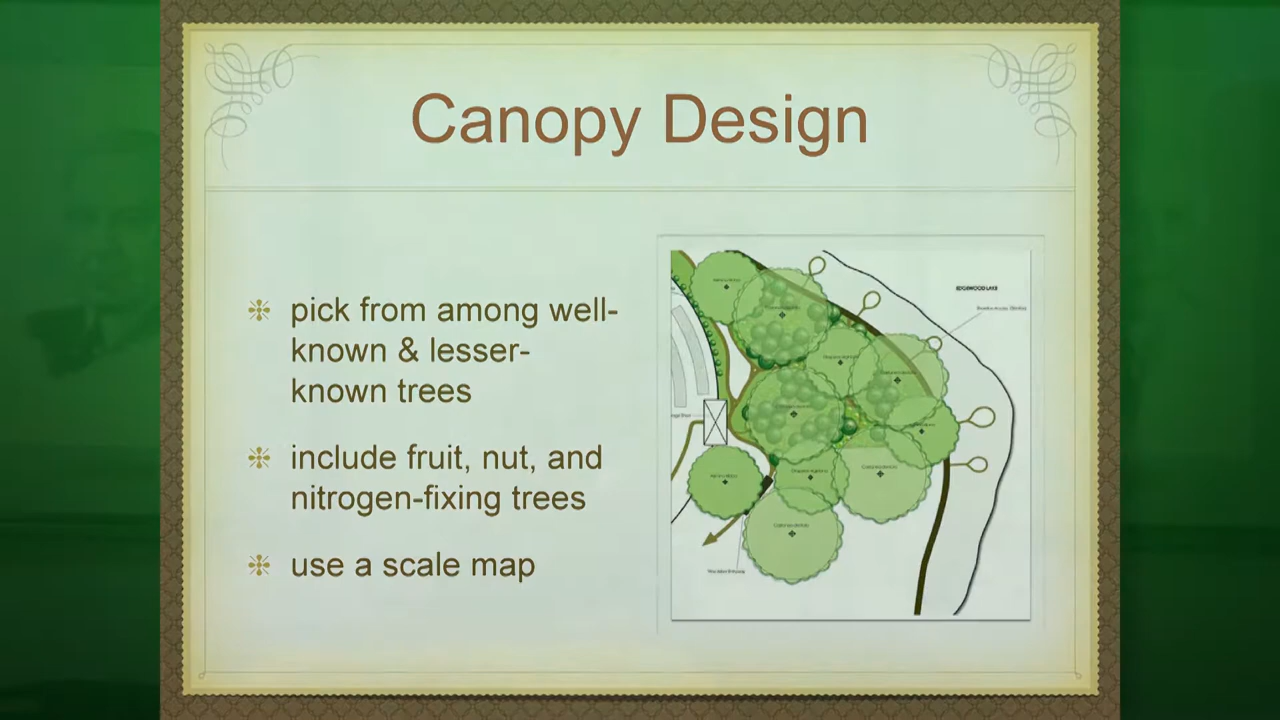 Canopy Design
pick from among well-
known & lesser-
known trees
include fruit, nut, and
nitrogen-fixing trees
use a scale map
EDGEWOOD LAKE